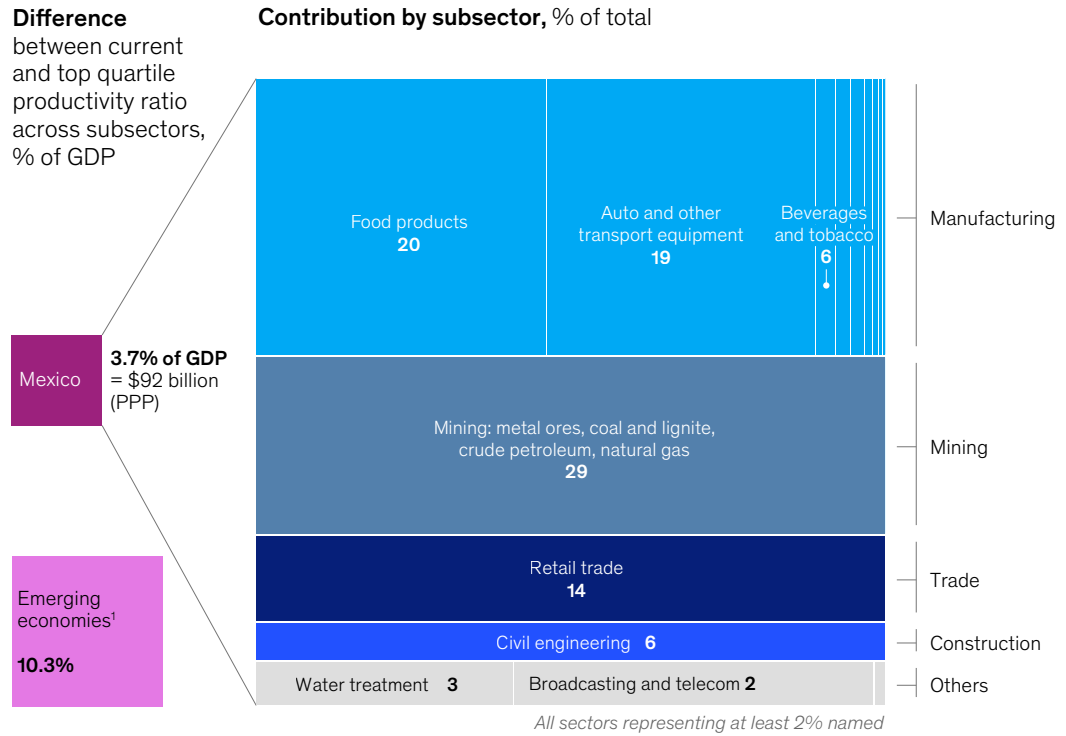 Difference
between current
and top quartile
productivity ratio
across subsectors,
% of GDP
Contribution by subsector, % of total
Food products
20
Auto and other
transport equipment
19
Beverages
and tobacco
6
Manufacturing
Mexico
3.7% of GDP
= $92 billion
(PPP)
Mining: metal ores, coal and lignite,
crude petroleum, natural gas
29
Mining
Retail trade
14
Trade
Emerging
economies¹
10.3%
Civil engineering 6
Construction
Water treatment 3
Broadcasting and telecom 2
Others
All sectors representing at least 2% named